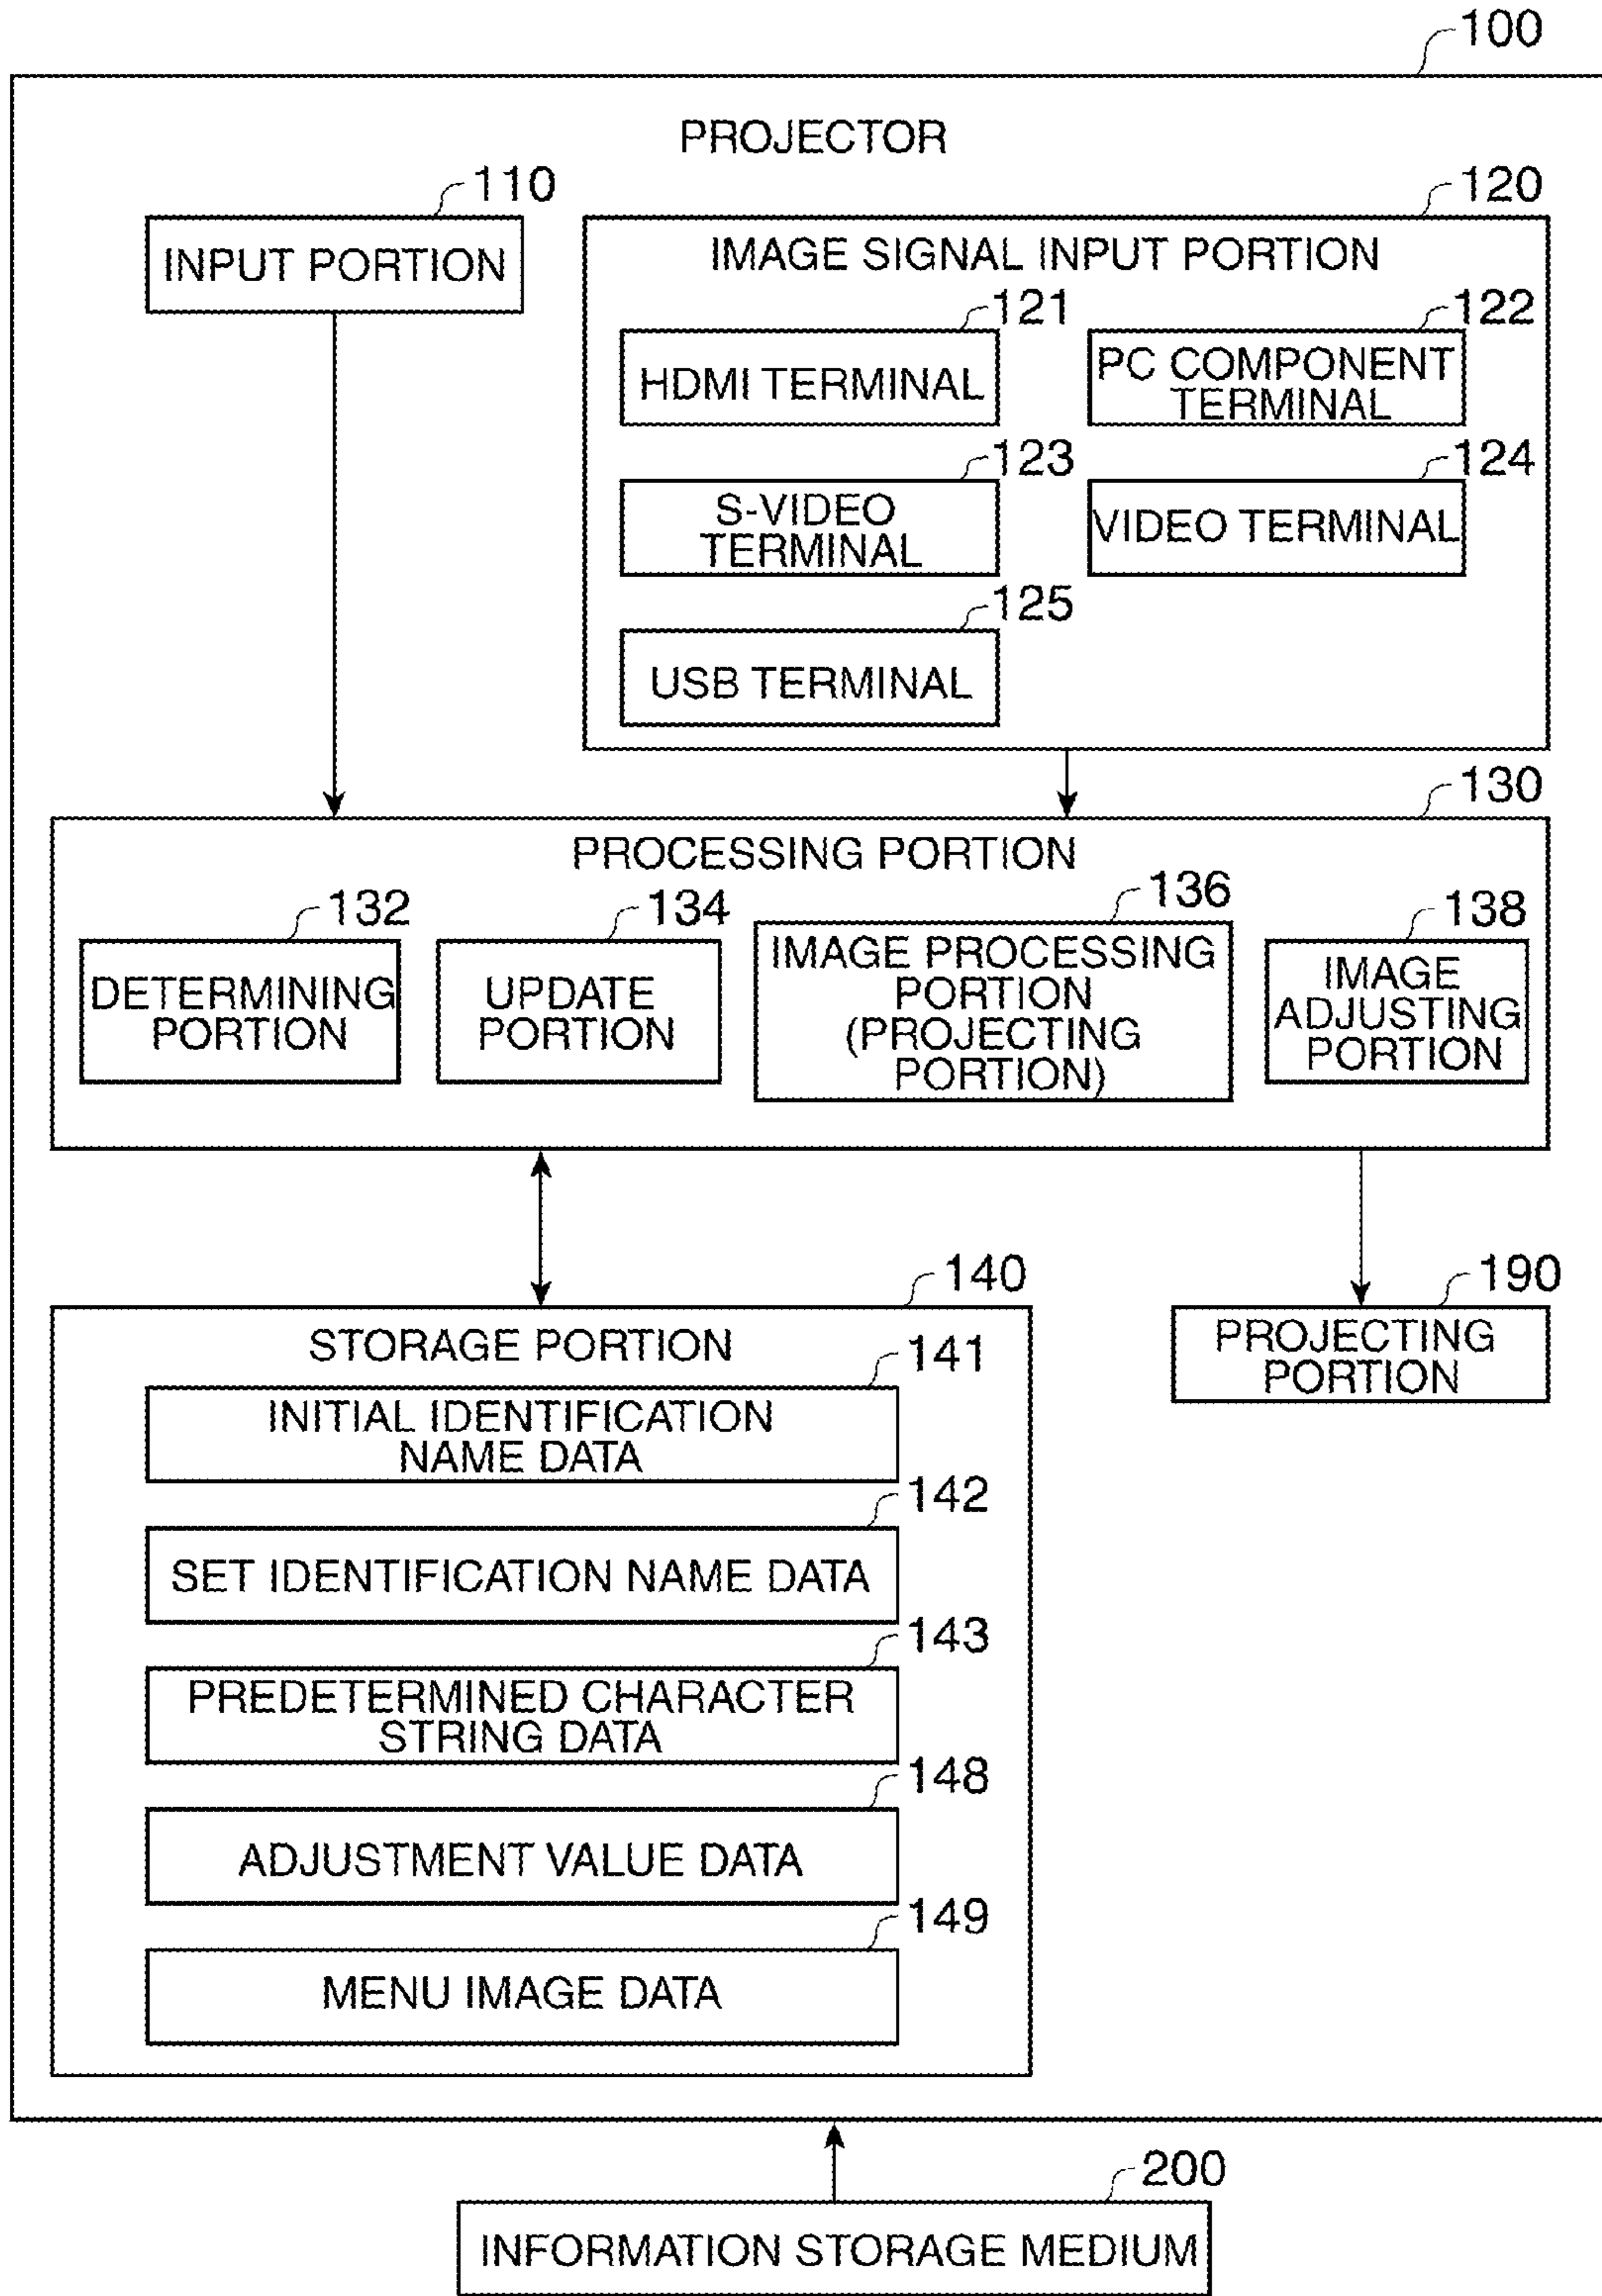 100
PROJECTOR
110
INPUT PORTION
120
IMAGE SIGNAL INPUT PORTION
121
HDMI TERMINAL
122
PC COMPONENT
TERMINAL
123
S-VIDEO
TERMINAL
124
VIDEO TERMINAL
125
USB TERMINAL
130
PROCESSING PORTION
132
DETERMINING
PORTION
134
UPDATE
PORTION
136
IMAGE PROCESSING
PORTION
(PROJECTING
PORTION)
138
IMAGE
ADJUSTING
PORTION
140
STORAGE PORTION
141
INITIAL IDENTIFICATION
NAME DATA
142
SET IDENTIFICATION NAME DATA
143
PREDETERMINED CHARACTER
STRING DATA
148
ADJUSTMENT VALUE DATA
149
MENU IMAGE DATA
190
PROJECTING
PORTION
200
INFORMATION STORAGE MEDIUM